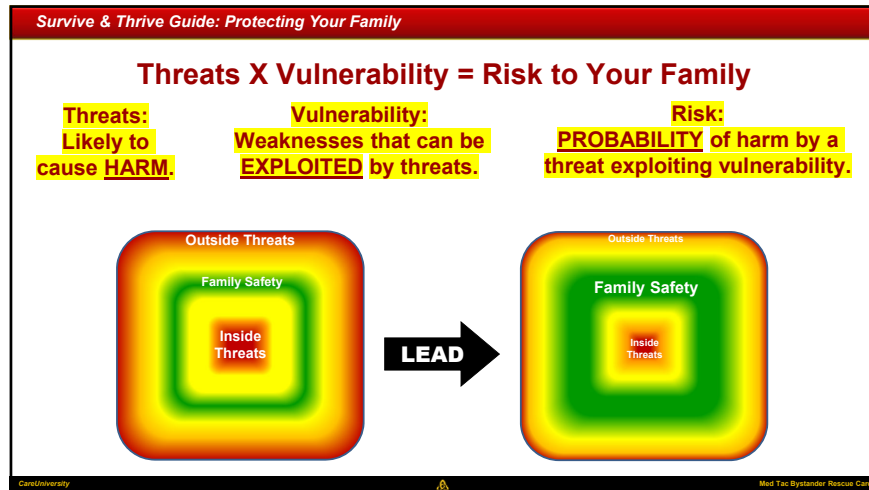 Survive & Thrive Guide: Protecting Your Family
Threats X Vulnerability = Risk to Your Family
Threats:
Likely to
cause HARM.
Vulnerability:
Weaknesses that can be
EXPLOITED by threats.
Risk:
PROBABILITY of harm by a
threat exploiting vulnerability.
Outside Threats
Family Safety
Inside
Threats
LEAD
Outside Threats
Family Safety
Inside
Threats
CareUniversity
Med Tac Bystander Rescue Care